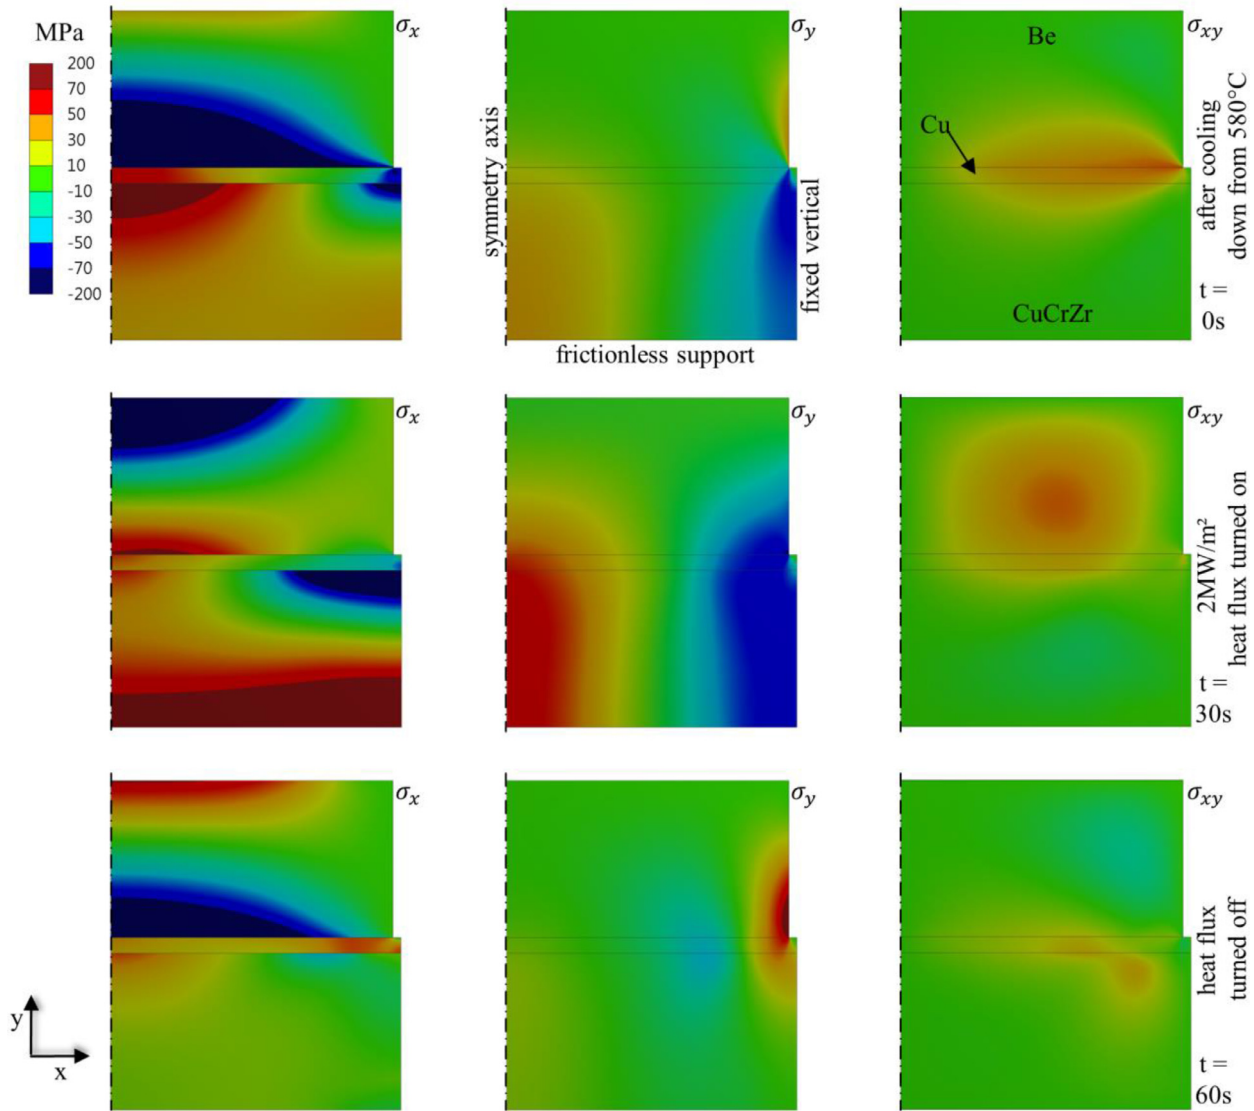 MPa
200
70
50
30
10
-10
-30
-50
-70
-200
σx
symmetry axis
σy
fixed vertical
frictionless support
Be
Cu
CuCrZr
σxy
after cooling
down from 580°C
t =
0s
σx
σy
σxy
2MW/m²
heat flux turned on
t =
30s
σx
σy
σxy
heat flux
turned off
t =
60s
y
x